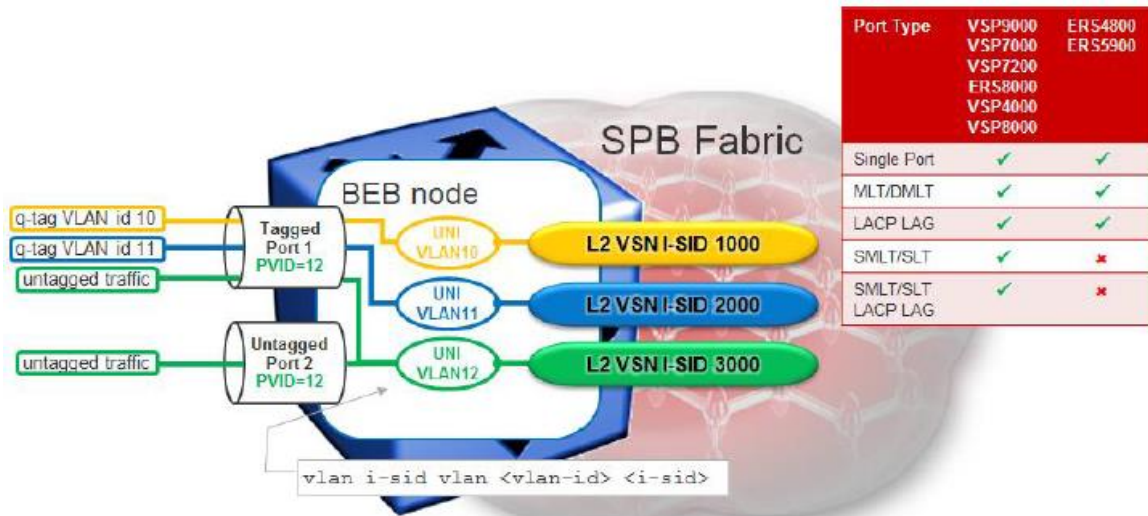 SPB Fabric
BEB node
q-tag VLAN id 10
q-tag VLAN id 11
untagged traffic
untagged traffic
Tagged
Port 1
PVID=12
Untagged
Port 2
PVID=12
UNI
VLAN10
UNI
VLAN11
UNI
VLAN12
L2 VSN I-SID 1000
L2 VSN I-SID 2000
L2 VSN I-SID 3000
vlan i-sid vlan <vlan-id> <i-sid>
Port Type VSP9000 ERS4800
VSP7000 ERS5900
VSP7200
ERS8000
VSP4000
VSP8000
Single Port ✔ ✔
MLT/DMLT ✔ ✔
LACP LAG ✔ ✔
SMLT/SLT ✔ ✖
SMLT/SLT ✔ ✖
LACP LAG